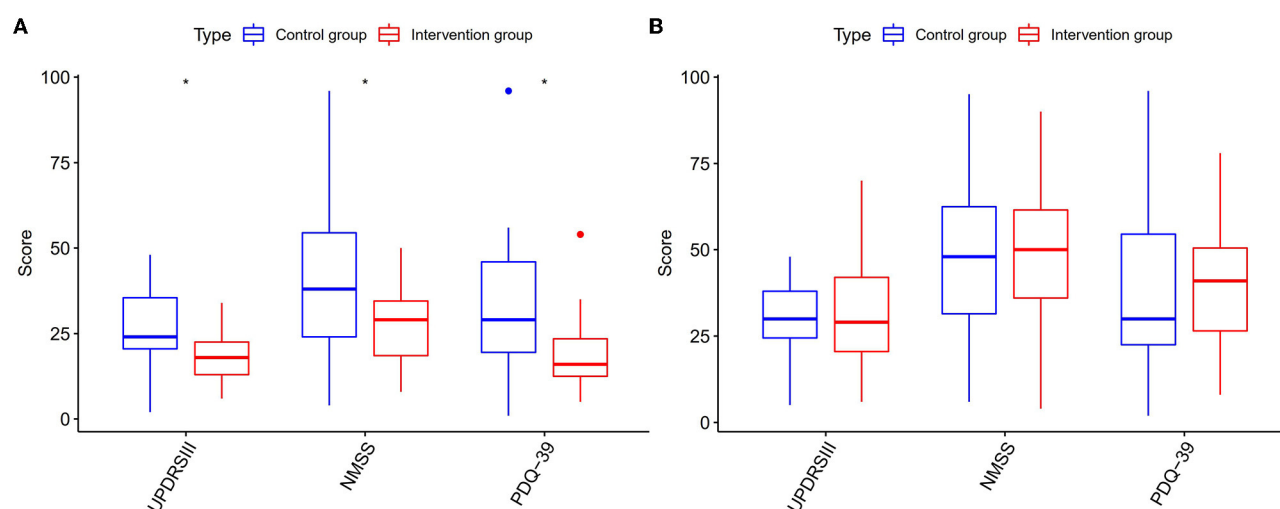 A
Type Control group Intervention group
100
75
50
25
0
Score
* * *
UPDRSIII
NMSS
PDQ−39
B
Type Control group Intervention group
100
75
50
25
0
Score
UPDRSIII
NMSS
PDQ−39